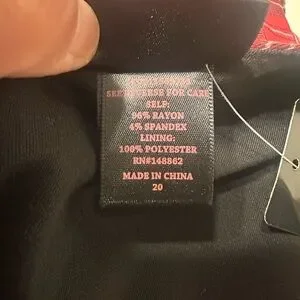 SEE REVERSE FOR CARE
SELF:
96% RAYON
4% SPANDEX
LINING:
100% POLYESTER
RN#148862
MADE IN CHINA
20